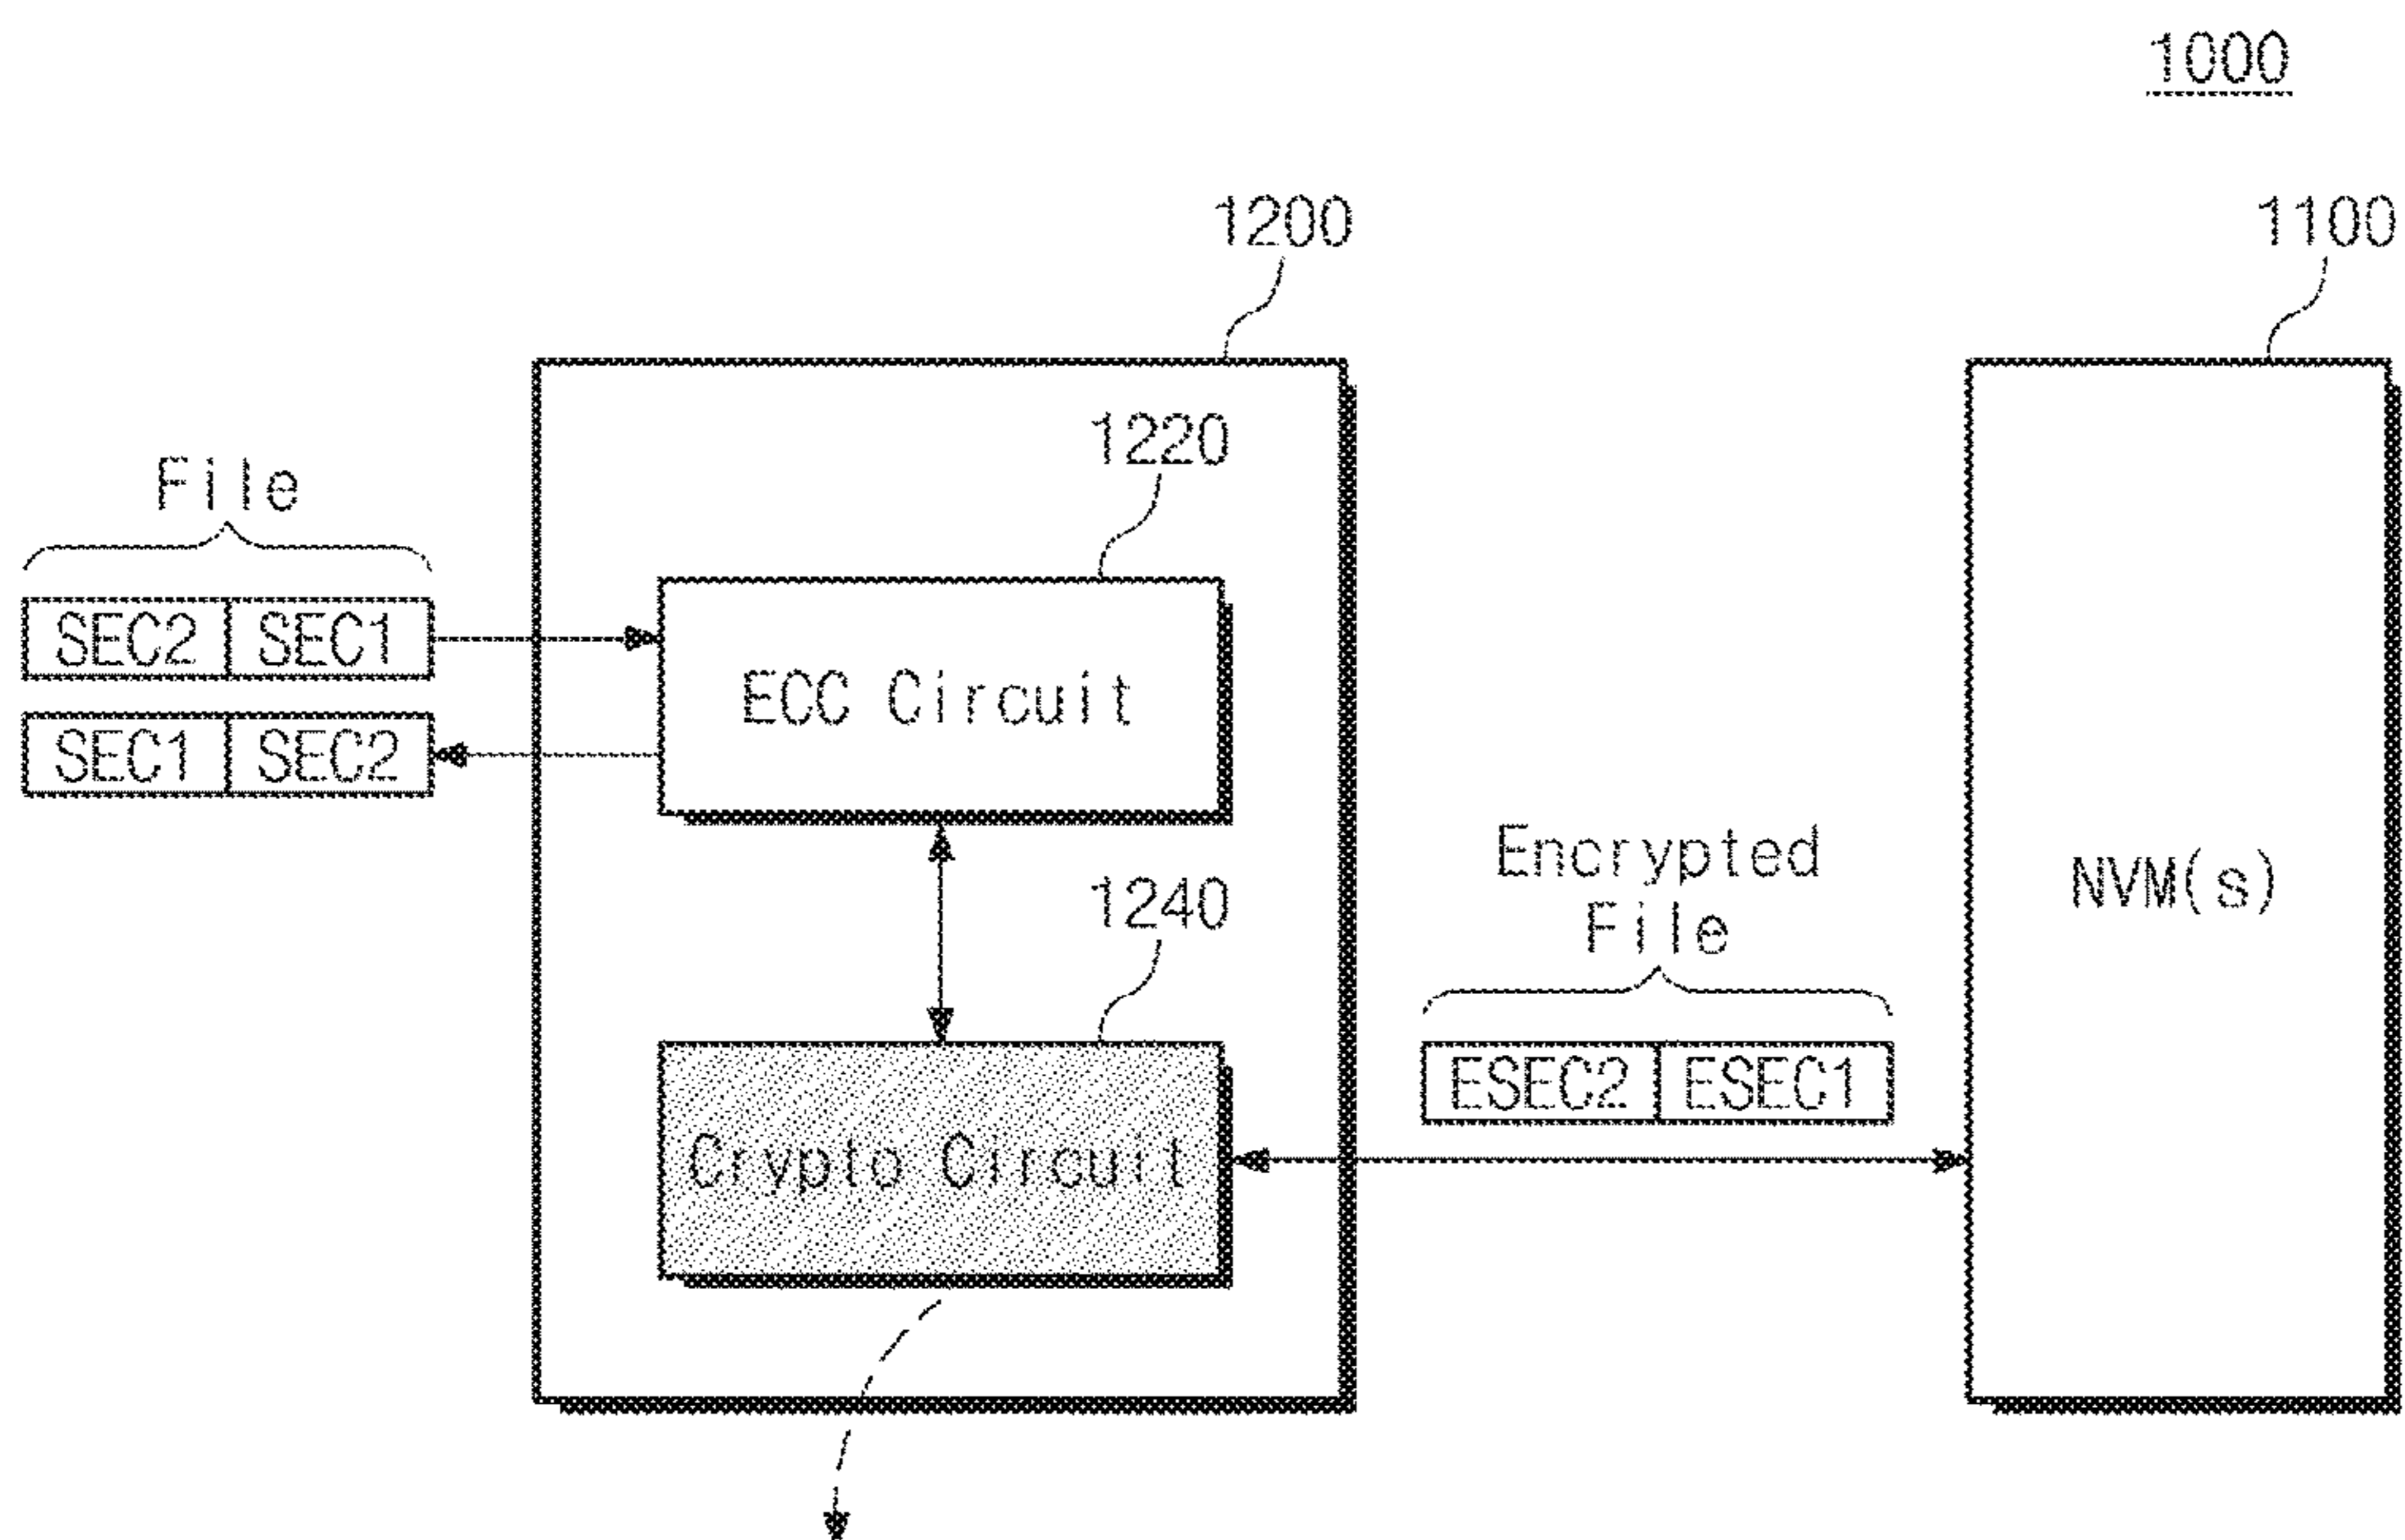 1000
1200
1100
1220
File
SEC2 SEC1
ECC Circuit
SEC1 SEC2
Encrypted
File
NVM(s)
1240
ESEC2 ESEC1
Crypto Circuit